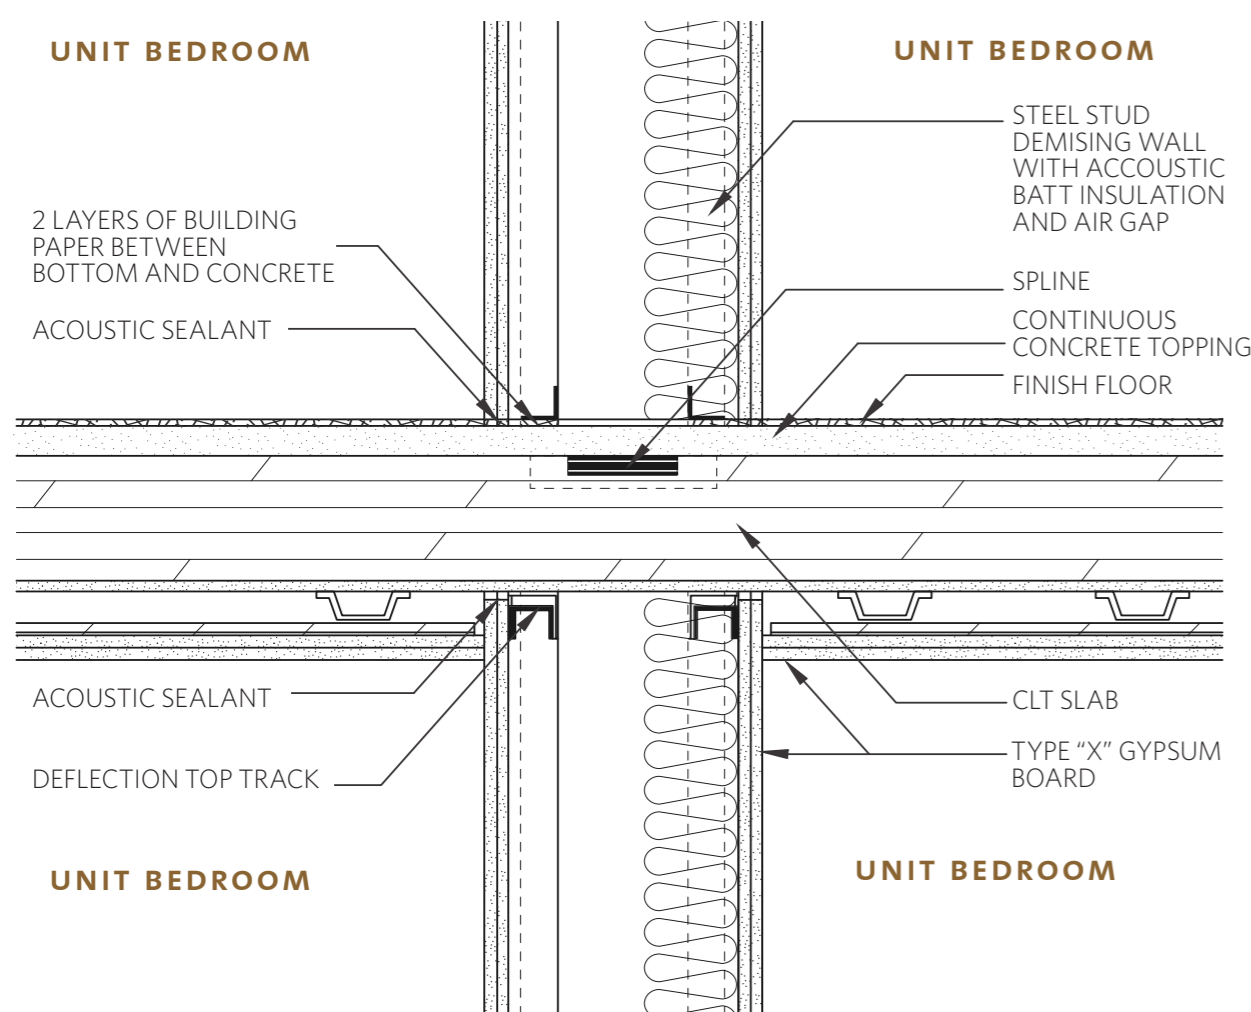 UNIT BEDROOM
UNIT BEDROOM
STEEL STUD
DEMISING WALL
WITH ACCOUSTIC
BATT INSULATION
AND AIR GAP
2 LAYERS OF BUILDING
PAPER BETWEEN
BOTTOM AND CONCRETE
SPLINE
ACOUSTIC SEALANT
CONTINUOUS
CONCRETE TOPPING
FINISH FLOOR
ACOUSTIC SEALANT
CLT SLAB
DEFLECTION TOP TRACK
TYPE “X” GYPSUM
BOARD
UNIT BEDROOM
UNIT BEDROOM